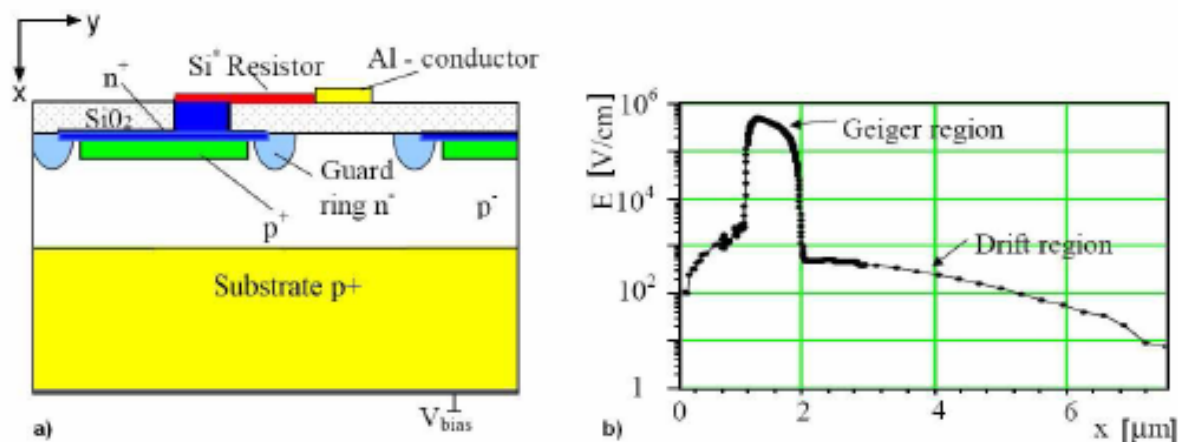 y
x
n+
Si* Resistor
Al - conductor
SiO2
Guard
ring n-
p+
p-
Substrate p+
Vbias
a)
E [V/cm]
10^6
10^4
10^2
1
Geiger region
Drift region
0 2 4 6
x [μm]
b)